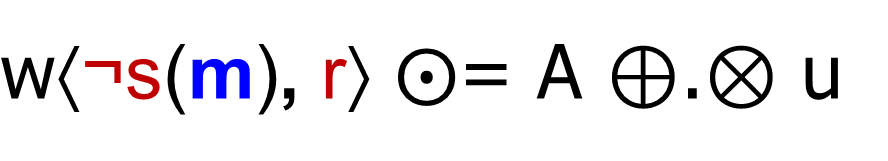 w⟨¬s(m), r⟩ ⊙= A ⊕.⊗ u